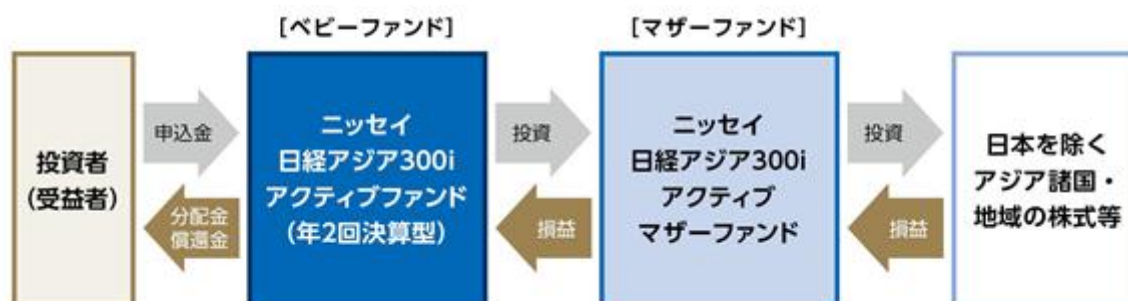 [ベビーファンド]
[マザーファンド]
投資者
(受益者)
申込金
分配金
償還金
ニッセイ
日経アジア300i
アクティブファンド
(年2回決算型)
投資
損益
ニッセイ
日経アジア300i
アクティブ
マザーファンド
投資
損益
日本を除く
アジア諸国・
地域の株式等